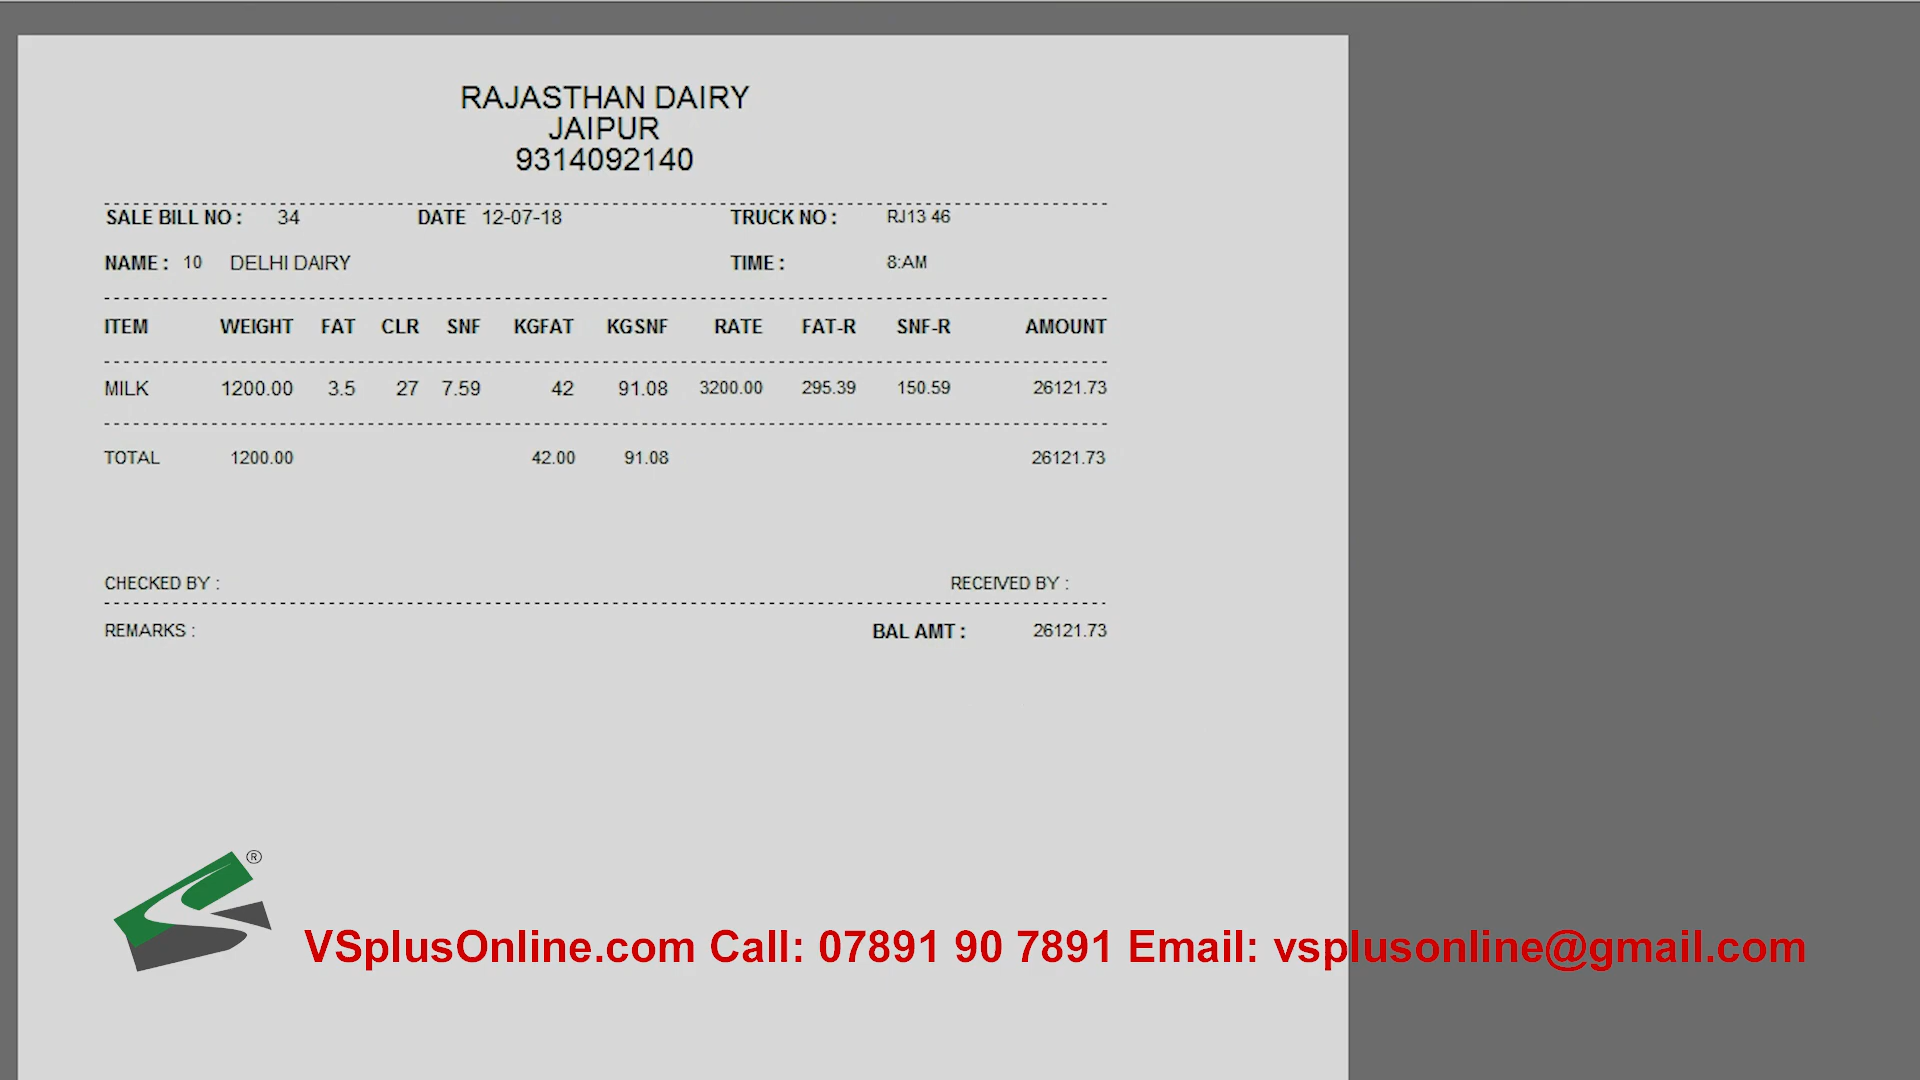 RAJASTHAN DAIRY
JAIPUR
9314092140
SALE BILL NO : 34 DATE 12-07-18 TRUCK NO : RJ13 46
NAME : 10 DELHI DAIRY TIME : 8:AM
ITEM WEIGHT FAT CLR SNF KGFAT KGSNF RATE FAT-R SNF-R AMOUNT
MILK 1200.00 3.5 27 7.59 42 91.08 3200.00 295.39 150.59 26121.73
TOTAL 1200.00 42.00 91.08 26121.73
CHECKED BY : RECEIVED BY :
REMARKS : BAL AMT : 26121.73
®
VSplusOnline.com Call: 07891 90 7891 Email: vsplusonline@gmail.com